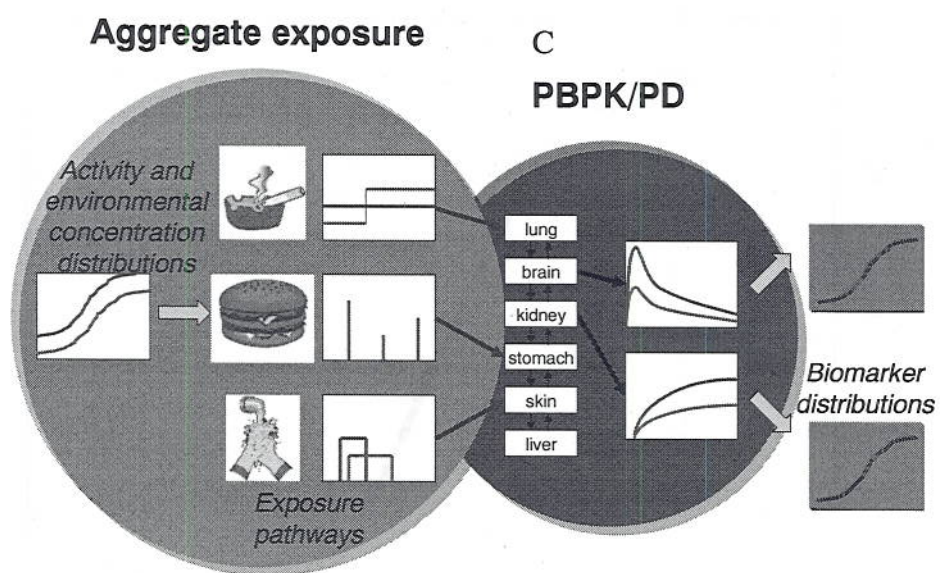 Aggregate exposure
C
PBPK/PD
Activity and
environmental
concentration
distributions
lung
brain
kidney
stomach
skin
liver
Exposure
pathways
Biomarker
distributions